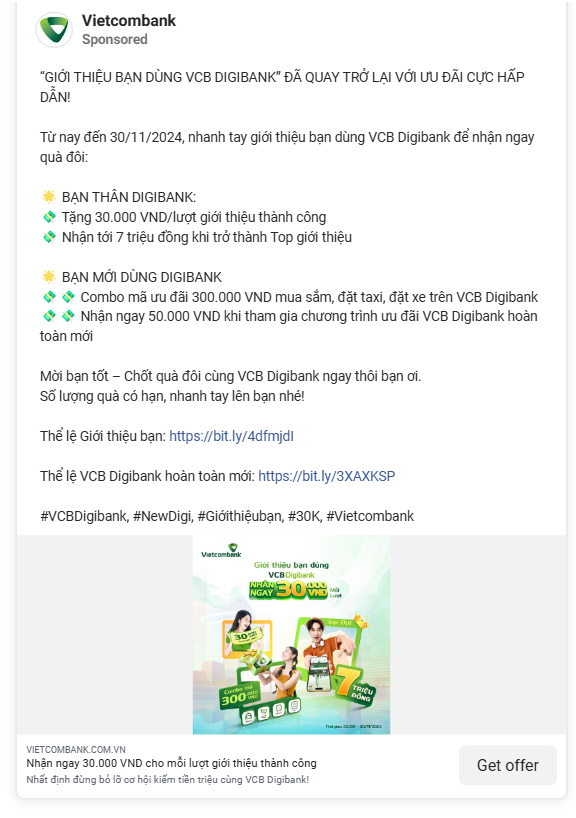 Vietcombank
Sponsored
“GIỚI THIỆU BẠN DÙNG VCB DIGIBANK” ĐÃ QUAY TRỞ LẠI VỚI ƯU ĐÃI CỰC HẤP
DẪN!
Từ nay đến 30/11/2024, nhanh tay giới thiệu bạn dùng VCB Digibank để nhận ngay
quà đôi:
🌟 BẠN THÂN DIGIBANK:
💸 Tặng 30.000 VND/lượt giới thiệu thành công
💸 Nhận tới 7 triệu đồng khi trở thành Top giới thiệu
🌟 BẠN MỚI DÙNG DIGIBANK
💸 💸 Combo mã ưu đãi 300.000 VND mua sắm, đặt taxi, đặt xe trên VCB Digibank
💸 💸 Nhận ngay 50.000 VND khi tham gia chương trình ưu đãi VCB Digibank hoàn
toàn mới
Mời bạn tốt – Chốt quà đôi cùng VCB Digibank ngay thôi bạn ơi.
Số lượng quà có hạn, nhanh tay lên bạn nhé!
Thể lệ Giới thiệu bạn: https://bit.ly/4dfmjdI
Thể lệ VCB Digibank hoàn toàn mới: https://bit.ly/3XAXKSP
#VCBDigibank, #NewDigi, #Giớithiệubạn, #30K, #Vietcombank
Vietcombank
Giới thiệu bạn dùng
VCBDigibank
NHẬN NGAY 30.000 VND Mỗi Lượt
Top Đạt
30
Combo mã
300.000 VND
7 TRIỆU ĐỒNG
VIETCOMBANK.COM.VN
Nhận ngay 30.000 VND cho mỗi lượt giới thiệu thành công
Nhất định đừng bỏ lỡ cơ hội kiếm tiền triệu cùng VCB Digibank!
Get offer